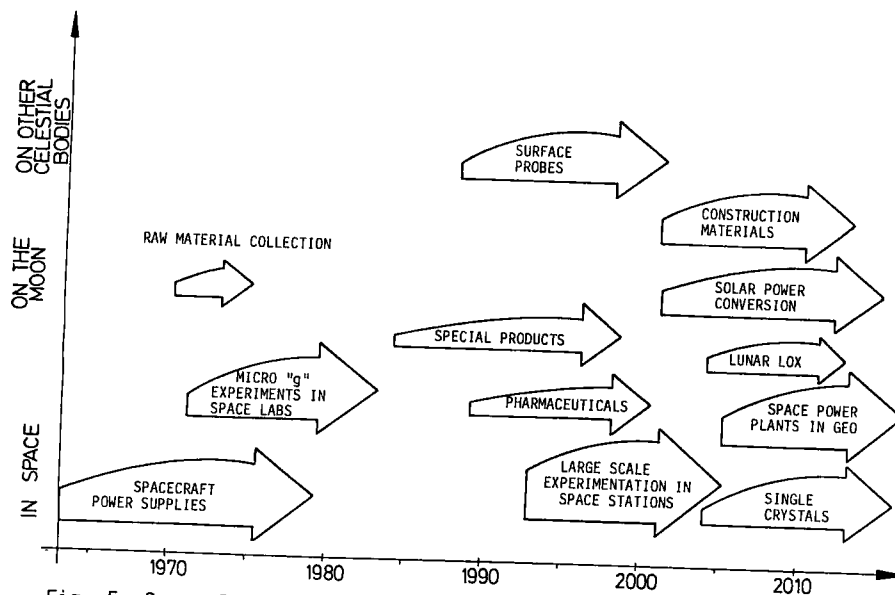 ON OTHER
CELESTIAL
BODIES
ON THE
MOON
IN SPACE
SURFACE
PROBES
CONSTRUCTION
MATERIALS
RAW MATERIAL COLLECTION
SOLAR POWER
CONVERSION
SPECIAL PRODUCTS
LUNAR LOX
MICRO "g"
EXPERIMENTS IN
SPACE LABS
PHARMACEUTICALS
SPACE POWER
PLANTS IN GEO
SPACECRAFT
POWER SUPPLIES
LARGE SCALE
EXPERIMENTATION IN
SPACE STATIONS
SINGLE
CRYSTALS
1970 1980 1990 2000 2010
Fig. 5